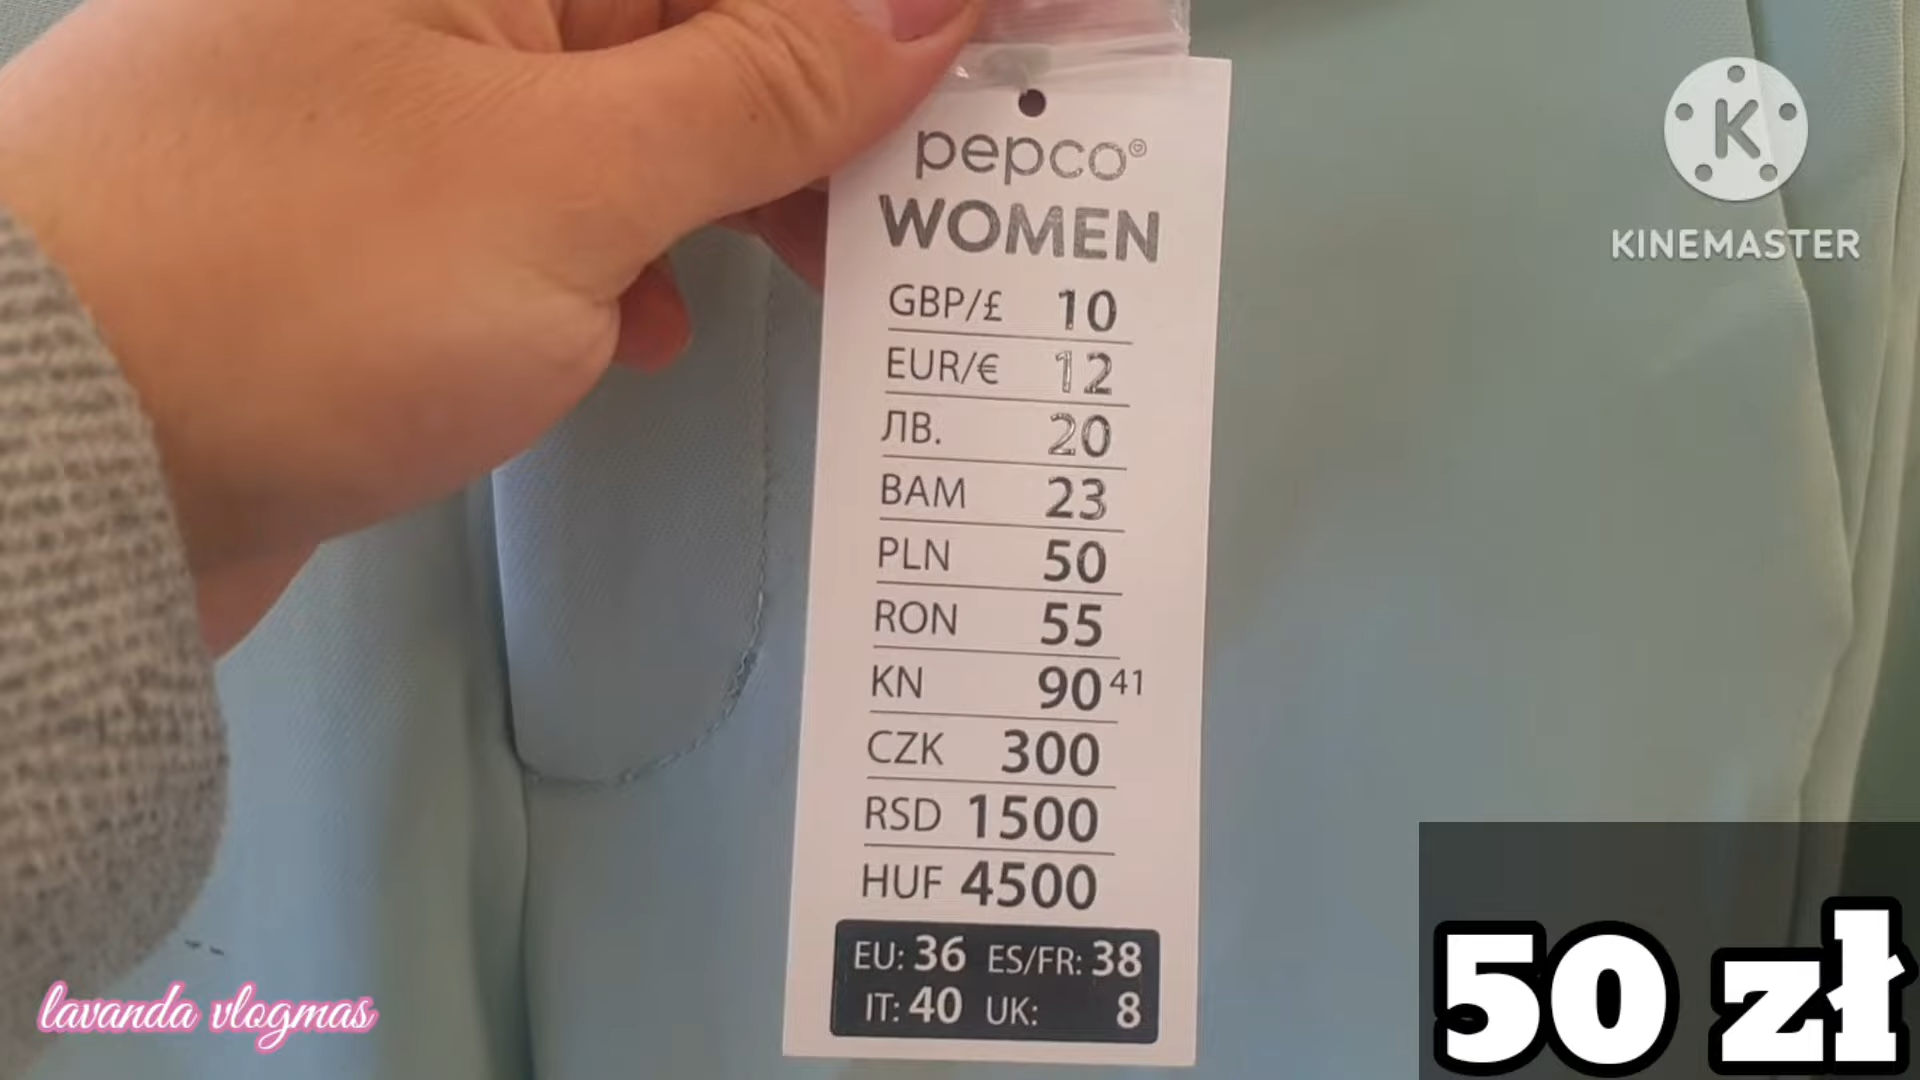 pepco
WOMEN
GBP/£ 10
EUR/€ 12
ЛВ. 20
BAM 23
PLN 50
RON 55
KN 90 41
CZK 300
RSD 1500
HUF 4500
EU: 36 ES/FR: 38
IT: 40 UK: 8
K
KINEMASTER
lavanda vlogmas
50 zł